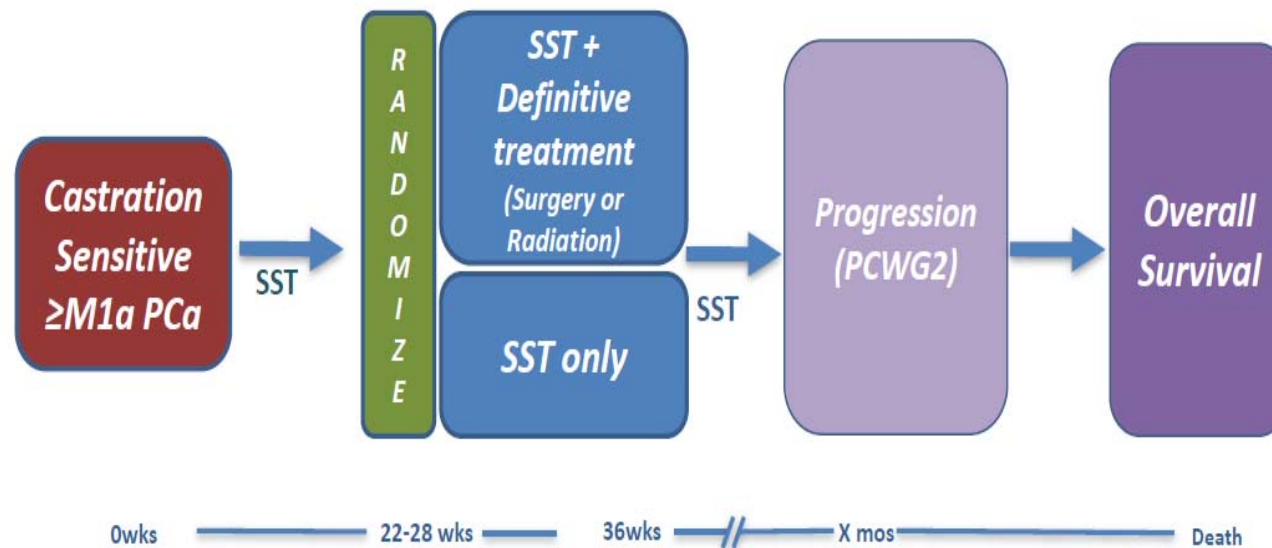 Castration
Sensitive
≥M1a PCa
SST
R
A
N
D
O
M
I
Z
E
SST +
Definitive
treatment
(Surgery or
Radiation)
SST only
SST
Progression
(PCWG2)
Overall
Survival
0wks 22-28 wks 36wks X mos Death